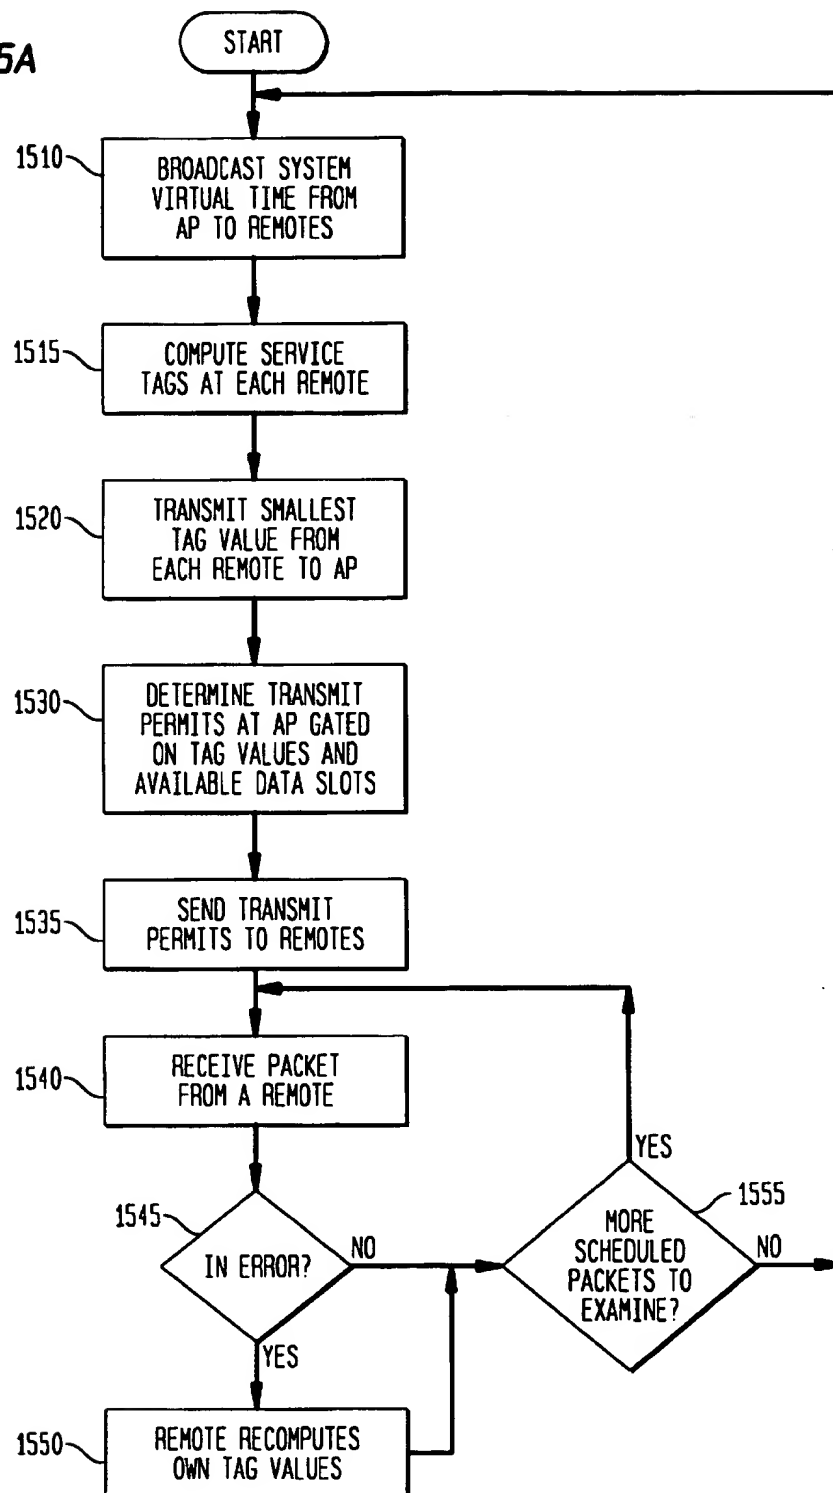 5A
START
1510
BROADCAST SYSTEM
VIRTUAL TIME FROM
AP TO REMOTES
1515
COMPUTE SERVICE
TAGS AT EACH REMOTE
1520
TRANSMIT SMALLEST
TAG VALUE FROM
EACH REMOTE TO AP
1530
DETERMINE TRANSMIT
PERMITS AT AP GATED
ON TAG VALUES AND
AVAILABLE DATA SLOTS
1535
SEND TRANSMIT
PERMITS TO REMOTES
1540
RECEIVE PACKET
FROM A REMOTE
1545
IN ERROR?
NO
YES
1550
REMOTE RECOMPUTES
OWN TAG VALUES
YES
1555
MORE
SCHEDULED
PACKETS TO
EXAMINE?
NO